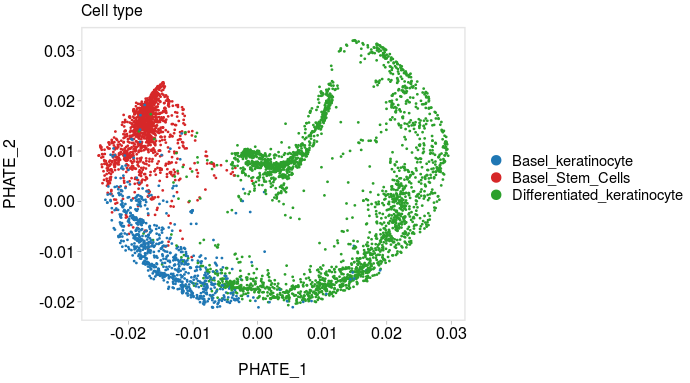 Cell type
PHATE_2
0.03
0.02
0.01
0.00
-0.01
-0.02
-0.02
-0.01
0.00
0.01
0.02
0.03
PHATE_1
Basel_keratinocyte
Basel_Stem_Cells
Differentiated_keratinocyte